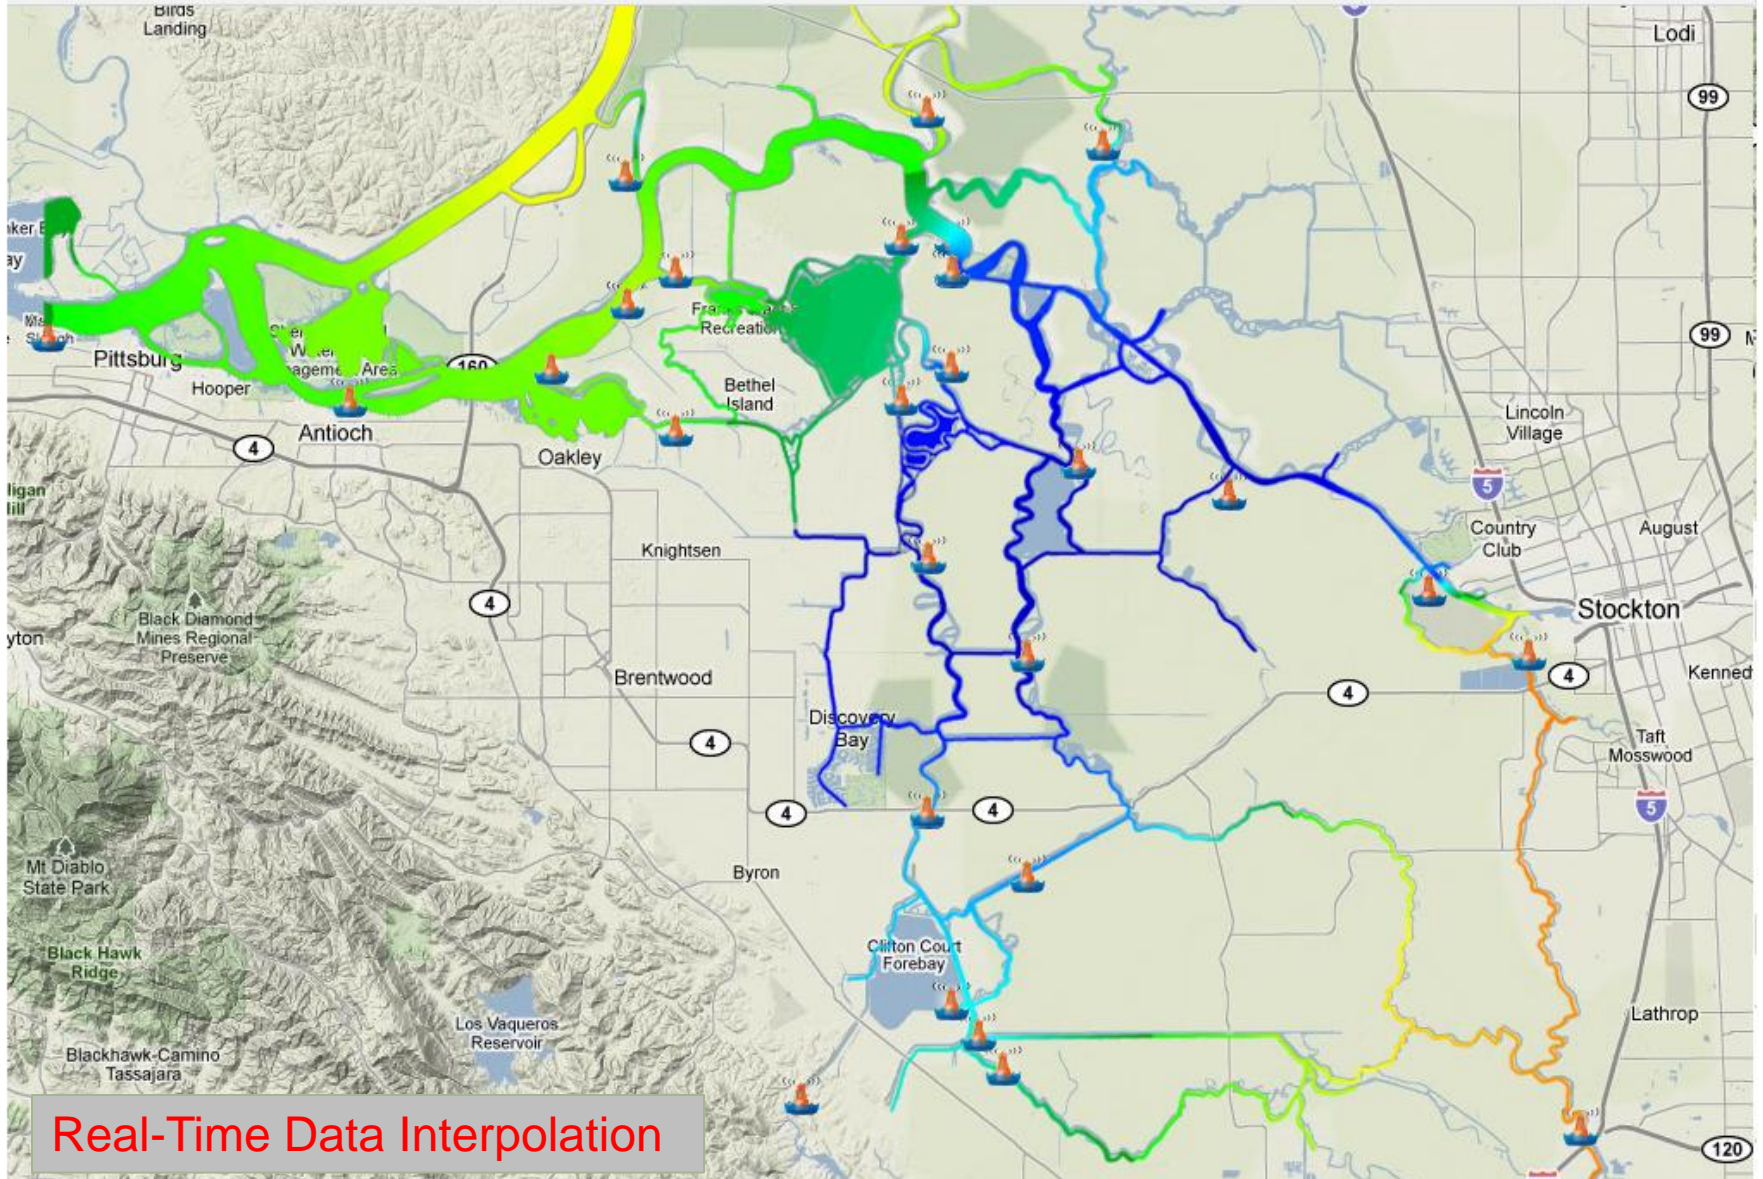 Birds
Landing
Lodi
99
99
Pittsburg
Hooper
160
Antioch
4
Oakley
Recreation
Bethel
Island
Lincoln
Village
5
Country
Club
August
Knightsen
4
Black Diamond
Mines Regional
Preserve
Stockton
Brentwood
4
4
Discovery
Bay
4
Taft
Mosswood
4
4
5
Mt Diablo
State Park
Byron
Black Hawk
Ridge
Clifton Court
Forebay
Los Vaqueros
Reservoir
Lathrop
Blackhawk-Camino
Tassajara
Real-Time Data Interpolation
120